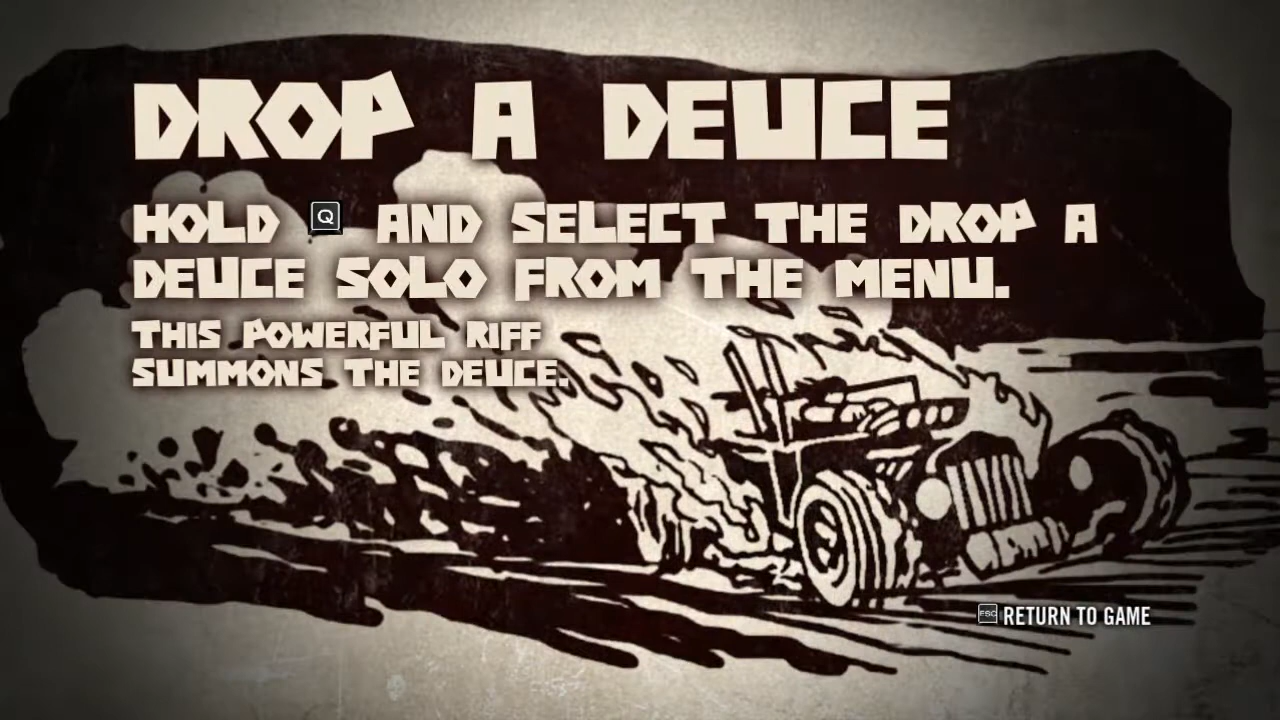 DROP A DEUCE
HOLD Q AND SELECT THE DROP A
DEUCE SOLO FROM THE MENU.
THIS POWERFUL RIFF
SUMMONS THE DEUCE.
ESC RETURN TO GAME